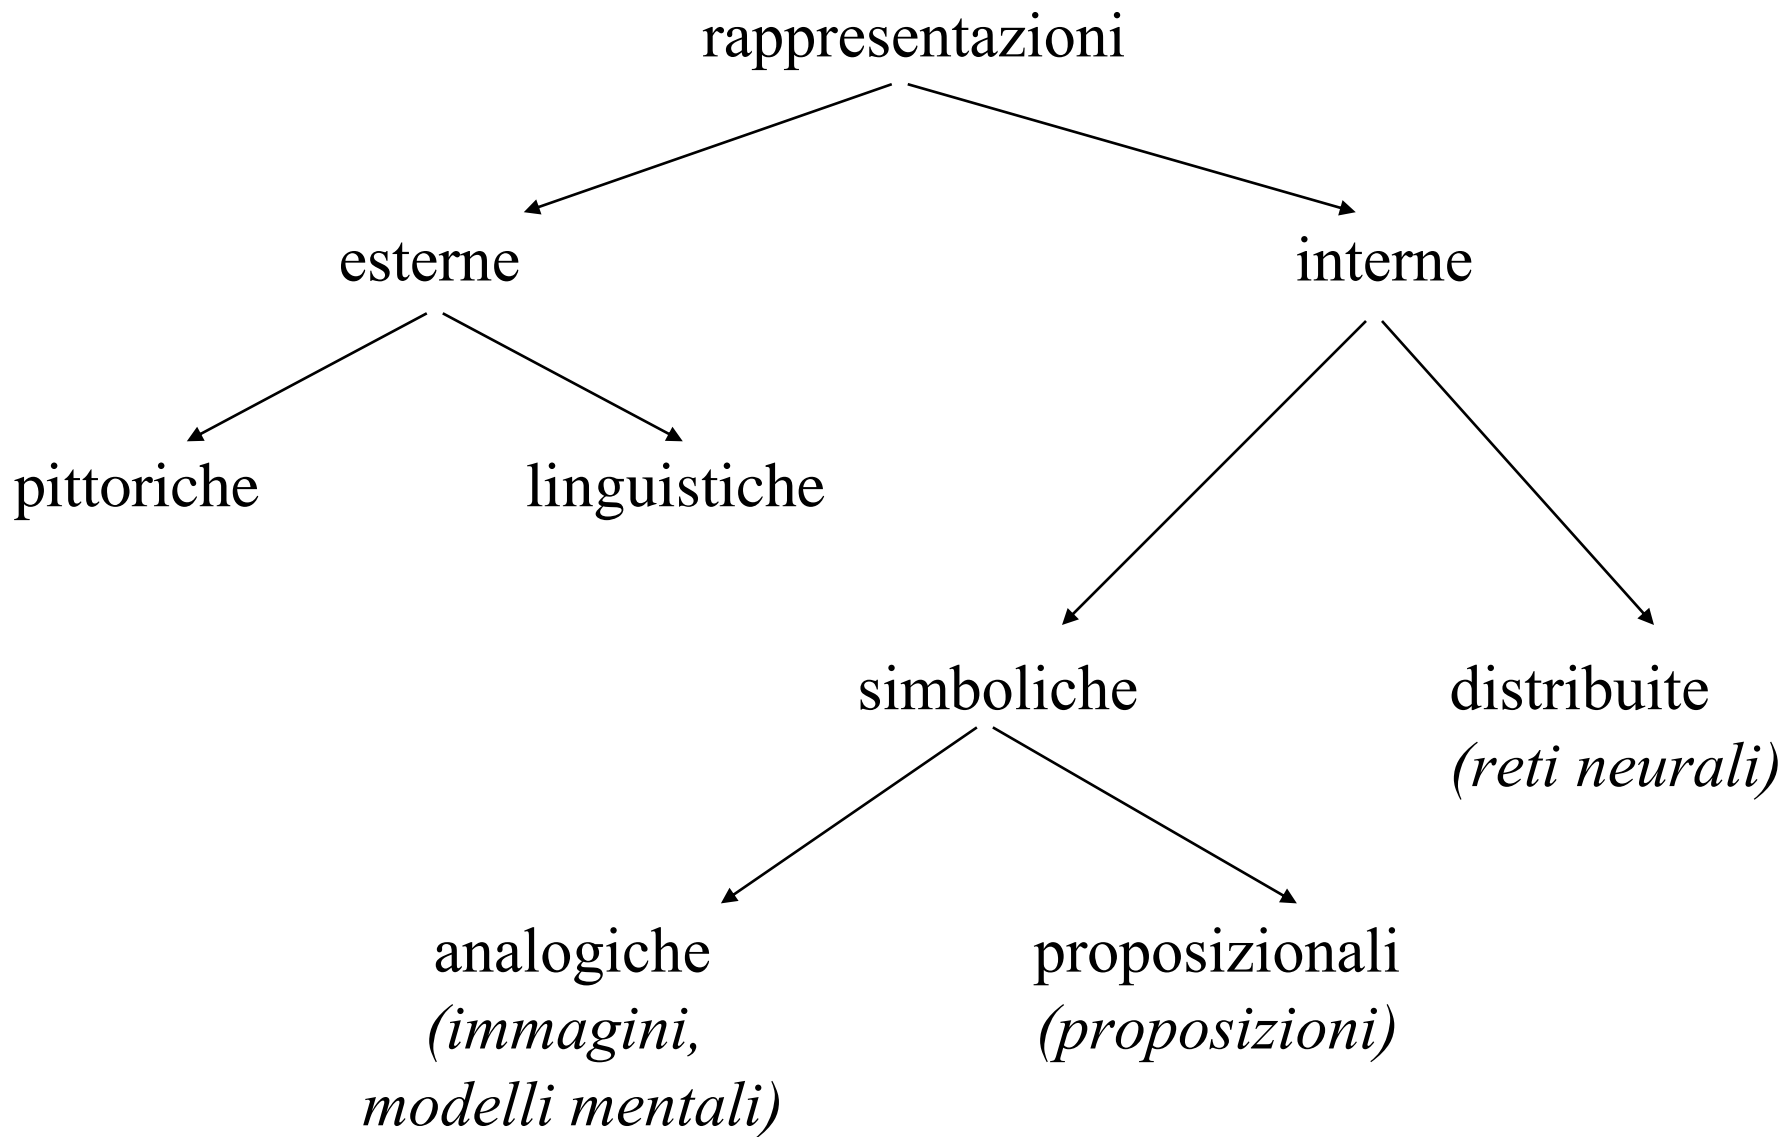 rappresentazioni
esterne
interne
pittoriche
linguistiche
simboliche
distribuite
(reti neurali)
analogiche
(immagini,
modelli mentali)
proposizionali
(proposizioni)